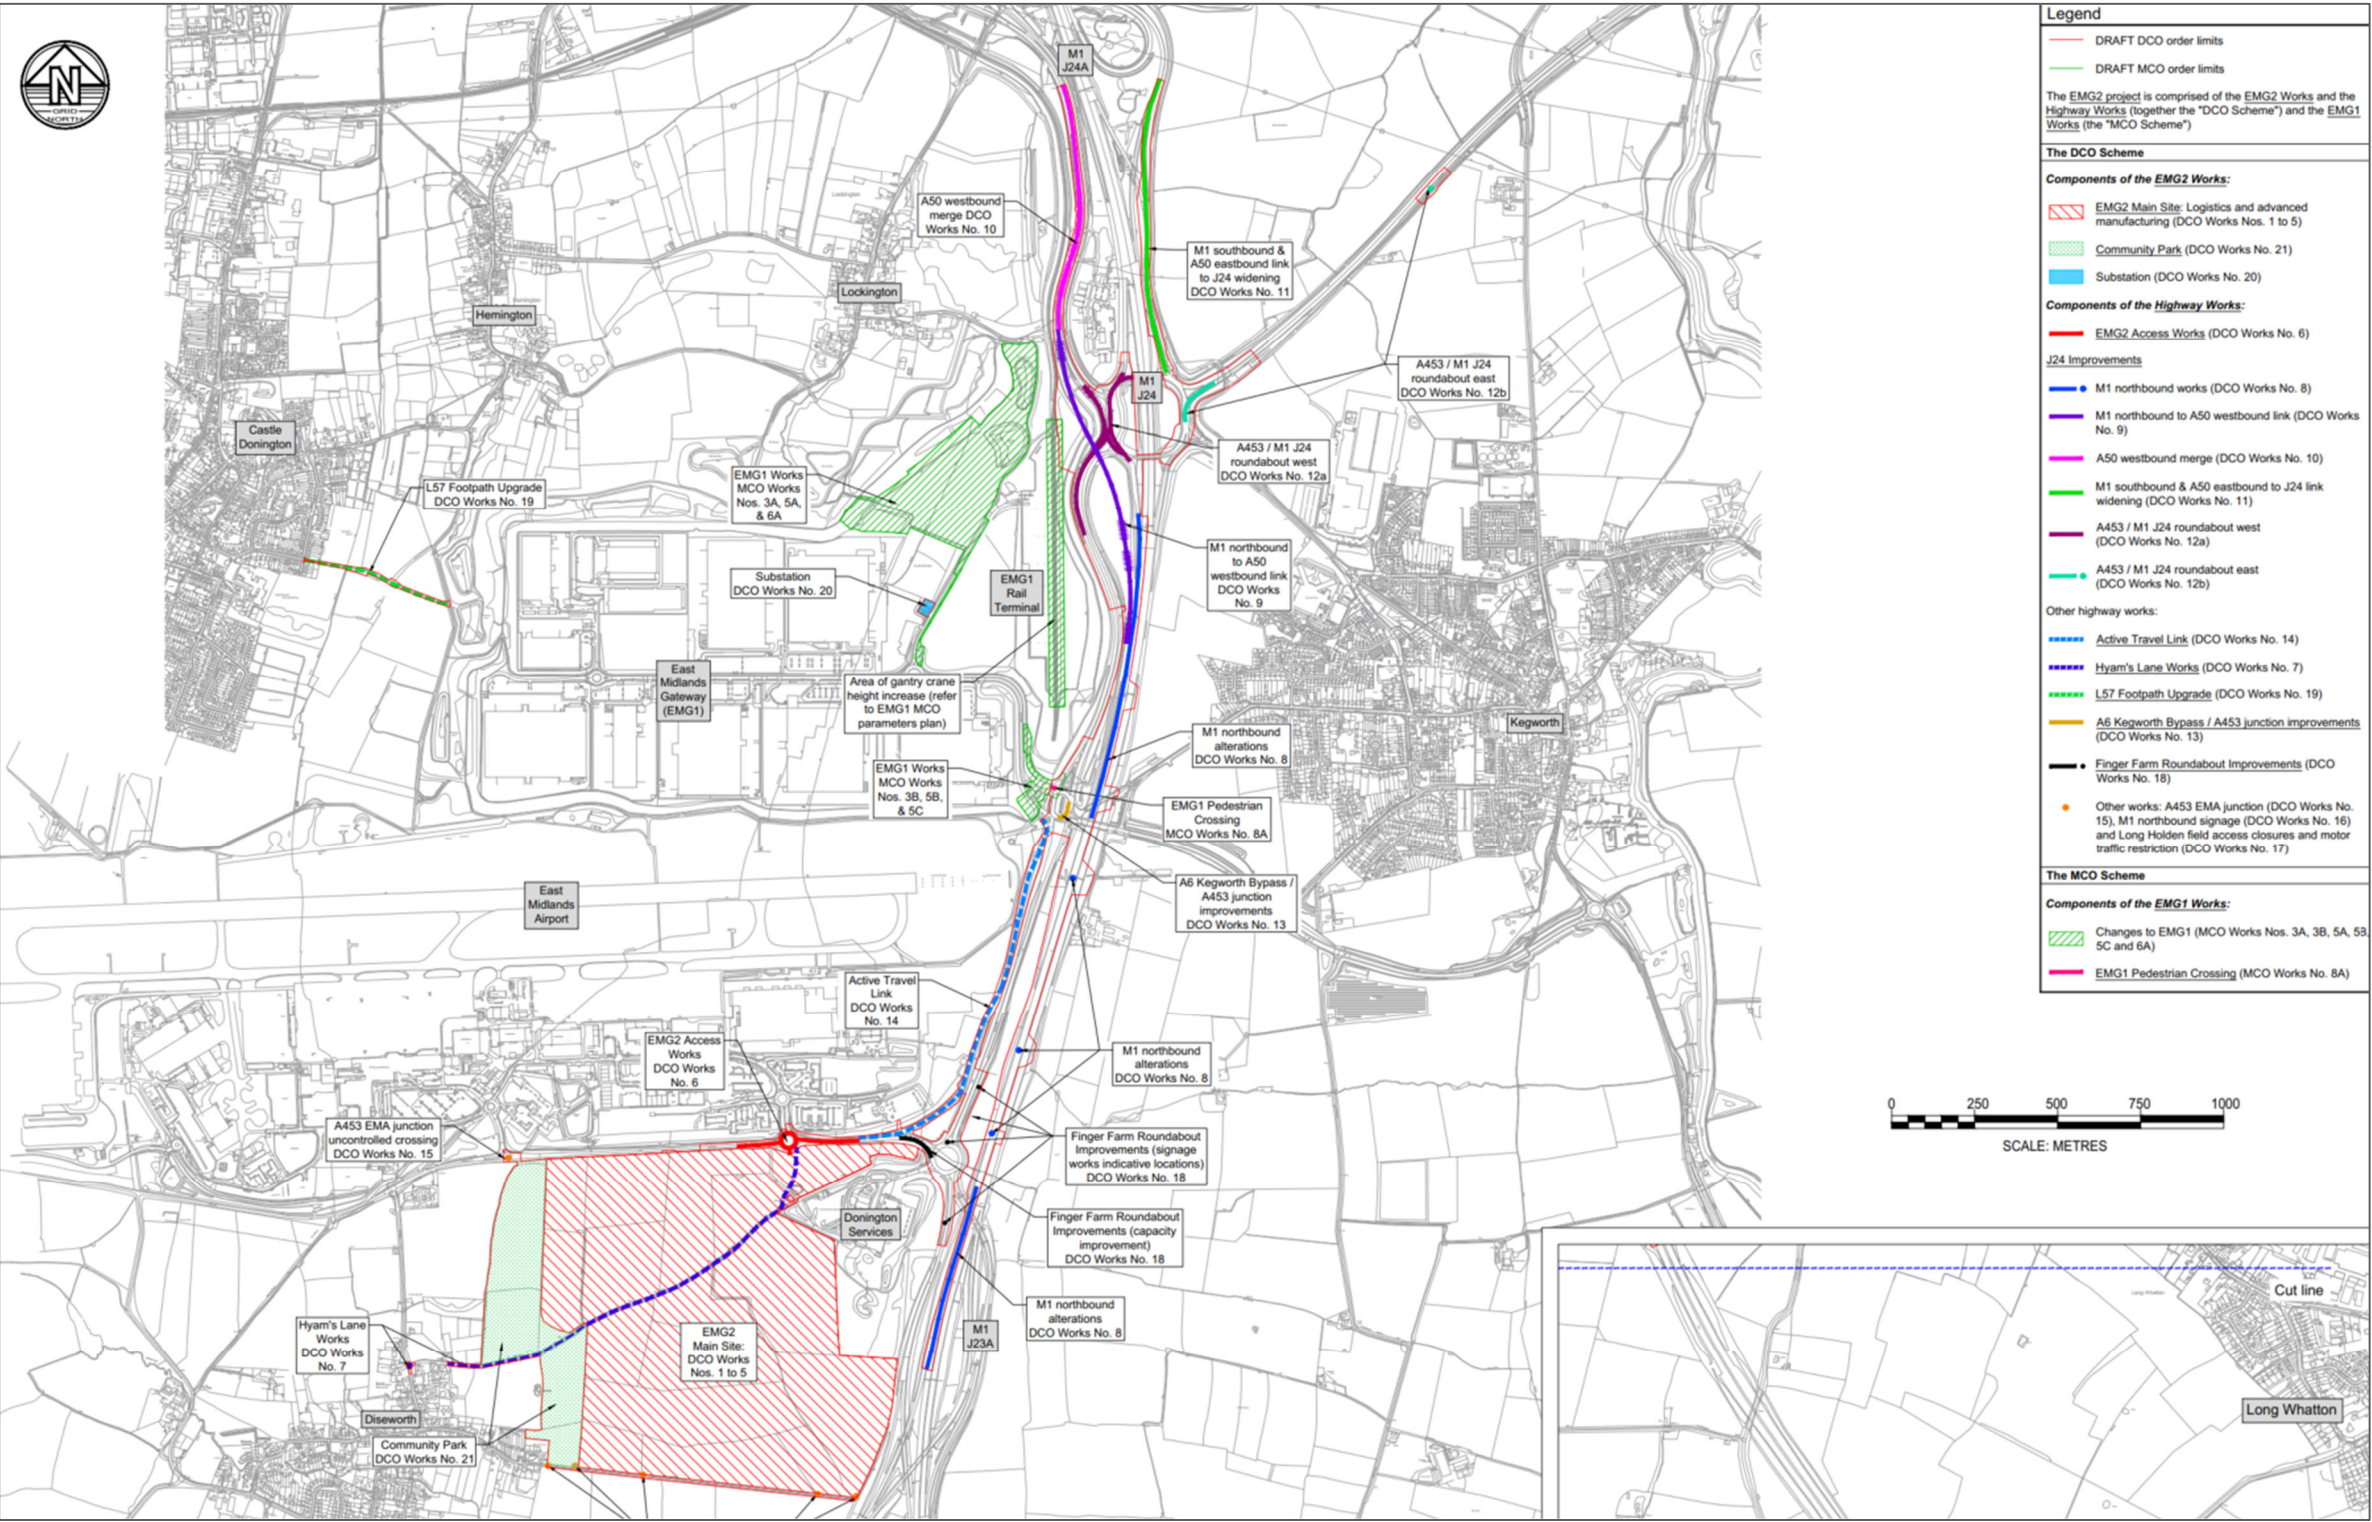 N
GRID
NORTH
M1
J24A
A50 westbound
merge DCO
Works No. 10
M1 southbound &
A50 eastbound link
to J24 widening
DCO Works No. 11
Lockington
Lockington
Hemington
Castle
Donington
L57 Footpath Upgrade
DCO Works No. 19
EMG1 Works
MCO Works
Nos. 3A, 5A,
& 6A
M1
J24
A453 / M1 J24
roundabout east
DCO Works No. 12b
A453 / M1 J24
roundabout west
DCO Works No. 12a
M1 northbound
to A50
westbound link
DCO Works
No. 9
Substation
DCO Works No. 20
EMG1
Rail
Terminal
East
Midlands
Gateway
(EMG1)
Area of gantry crane
height increase (refer
to EMG1 MCO
parameters plan)
Kegworth
M1 northbound
alterations
DCO Works No. 8
EMG1 Works
MCO Works
Nos. 3B, 5B,
& 5C
EMG1 Pedestrian
Crossing
MCO Works No. 8A
A6 Kegworth Bypass /
A453 junction
improvements
DCO Works No. 13
East
Midlands
Airport
Active Travel
Link
DCO Works
No. 14
EMG2 Access
Works
DCO Works
No. 6
M1 northbound
alterations
DCO Works No. 8
A453 EMA junction
uncontrolled crossing
DCO Works No. 15
Finger Farm Roundabout
Improvements (signage
works indicative locations)
DCO Works No. 18
Donington
Services
Finger Farm Roundabout
Improvements (capacity
improvement)
DCO Works No. 18
Hyam's Lane
Works
DCO Works
No. 7
EMG2
Main Site:
DCO Works
Nos. 1 to 5
M1
J23A
M1 northbound
alterations
DCO Works No. 8
Diseworth
Community Park
DCO Works No. 21
Legend
DRAFT DCO order limits
DRAFT MCO order limits
The EMG2 project is comprised of the EMG2 Works and the
Highway Works (together the "DCO Scheme") and the EMG1
Works (the "MCO Scheme")
The DCO Scheme
Components of the EMG2 Works:
EMG2 Main Site: Logistics and advanced
manufacturing (DCO Works Nos. 1 to 5)
Community Park (DCO Works No. 21)
Substation (DCO Works No. 20)
Components of the Highway Works:
EMG2 Access Works (DCO Works No. 6)
J24 Improvements
M1 northbound works (DCO Works No. 8)
M1 northbound to A50 westbound link (DCO Works
No. 9)
A50 westbound merge (DCO Works No. 10)
M1 southbound & A50 eastbound to J24 link
widening (DCO Works No. 11)
A453 / M1 J24 roundabout west
(DCO Works No. 12a)
A453 / M1 J24 roundabout east
(DCO Works No. 12b)
Other highway works:
Active Travel Link (DCO Works No. 14)
Hyam's Lane Works (DCO Works No. 7)
L57 Footpath Upgrade (DCO Works No. 19)
A6 Kegworth Bypass / A453 junction improvements
(DCO Works No. 13)
Finger Farm Roundabout Improvements (DCO
Works No. 18)
Other works: A453 EMA junction (DCO Works No.
15), M1 northbound signage (DCO Works No. 16)
and Long Holden field access closures and motor
traffic restriction (DCO Works No. 17)
The MCO Scheme
Components of the EMG1 Works:
Changes to EMG1 (MCO Works Nos. 3A, 3B, 5A, 5B,
5C and 6A)
EMG1 Pedestrian Crossing (MCO Works No. 8A)
0 250 500 750 1000
SCALE: METRES
Cut line
Long Whatton
Long Whatton